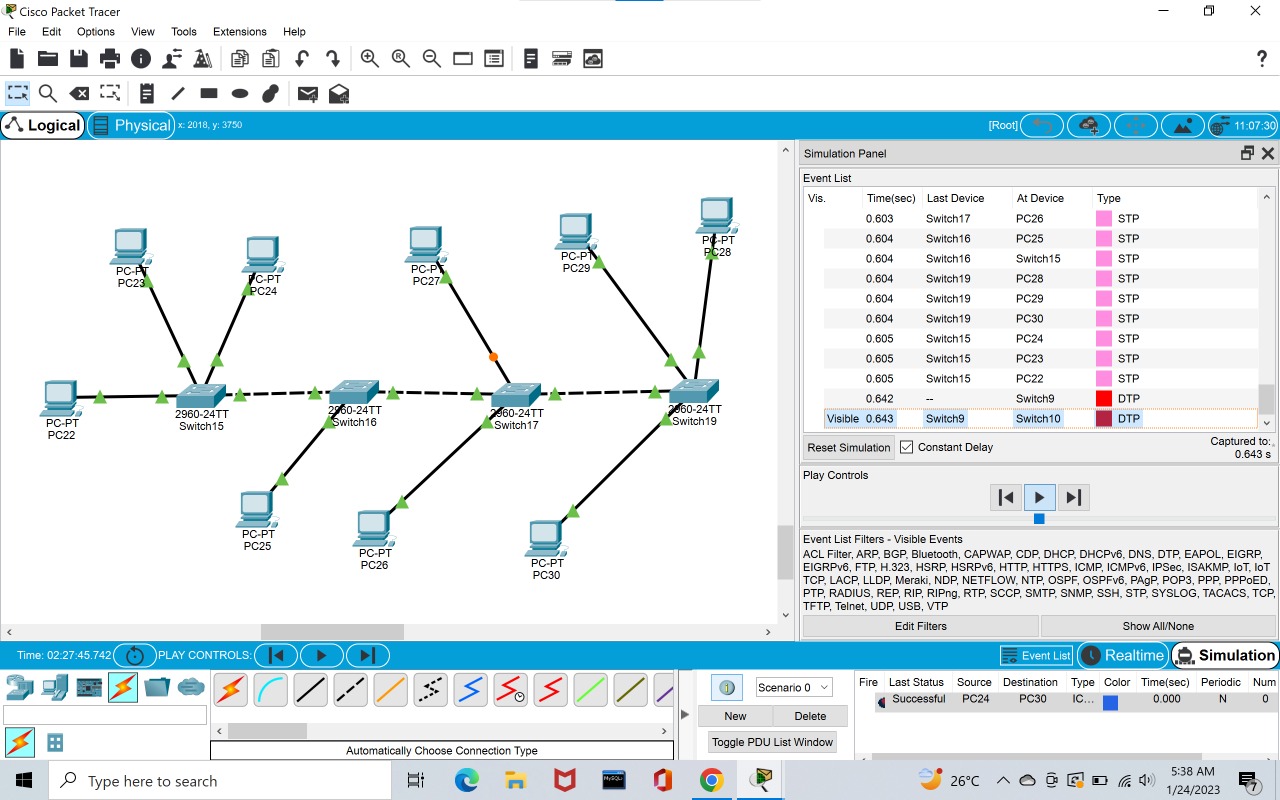 Cisco Packet Tracer
File Edit Options View Tools Extensions Help
Logical Physical x: 2018, y: 3750 [Root] 11:07:30
Simulation Panel
Event List
Vis. Time(sec) Last Device At Device Type
0.603 Switch17 PC26 STP
0.604 Switch16 PC25 STP
0.604 Switch16 Switch15 STP
0.604 Switch19 PC28 STP
0.604 Switch19 PC29 STP
0.604 Switch19 PC30 STP
0.605 Switch15 PC24 STP
0.605 Switch15 PC23 STP
0.605 Switch15 PC22 STP
0.642 -- Switch9 DTP
Visible 0.643 Switch9 Switch10 DTP
Reset Simulation Constant Delay Captured to:
0.643 s
Play Controls
Event List Filters - Visible Events
ACL Filter, ARP, BGP, Bluetooth, CAPWAP, CDP, DHCP, DHCPv6, DNS, DTP, EAPOL, EIGRP,
EIGRPv6, FTP, H.323, HSRP, HSRPv6, HTTP, HTTPS, ICMP, ICMPv6, IPSec, ISAKMP, IoT, IoT
TCP, LACP, LLDP, Meraki, NDP, NETFLOW, NTP, OSPF, OSPFv6, PAgP, POP3, PPP, PPPoED,
PTP, RADIUS, REP, RIP, RIPng, RTP, SCCP, SMTP, SNMP, SSH, STP, SYSLOG, TACACS, TCP,
TFTP, Telnet, UDP, USB, VTP
Edit Filters Show All/None
PC-PT
PC23
PC-PT
PC24
PC-PT
PC27
PC-PT
PC29
PC-PT
PC28
PC-PT
PC22
2960-24TT
Switch15
2960-24TT
Switch16
2960-24TT
Switch17
2960-24TT
Switch19
PC-PT
PC25
PC-PT
PC26
PC-PT
PC30
Time: 02:27:45.742 PLAY CONTROLS: Event List Realtime Simulation
Scenario 0
New Delete
Toggle PDU List Window
Fire Last Status Source Destination Type Color Time(sec) Periodic Num
Successful PC24 PC30 IC... 0.000 N 0
Automatically Choose Connection Type
Type here to search
MySQL
26°C
5:38 AM
1/24/2023
7